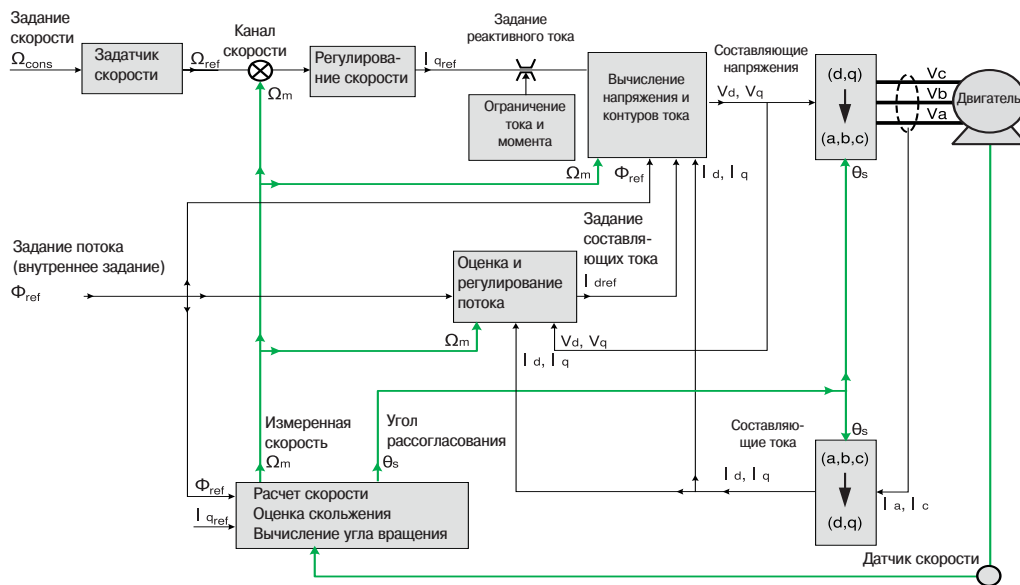 Задание
скорости
Ωcons
Задатчик
скорости
Ωref
Канал
скорости
Ωm
Регулирова-
ние скорости
I qref
Задание
реактивного тока
Ограничение
тока и
момента
Вычисление
напряжения и
контуров тока
Составляющие
напряжения
Vd, Vq
(d,q)
(a,b,c)
Vc
Vb
Va
Двигатель
Ωm
Φref
I d, I q
θs
Задание потока
(внутреннее задание)
Φref
Оценка и
регулирование
потока
Задание
составля-
ющих тока
I dref
Ωm
I d, I q
Vd, Vq
Измеренная
скорость
Ωm
Угол
рассогласования
θs
Составля-
ющие тока
I d, I q
θs
(a,b,c)
(d,q)
I a, I c
Φref
I qref
Расчет скорости
Оценка скольжения
Вычисление угла вращения
Датчик скорости